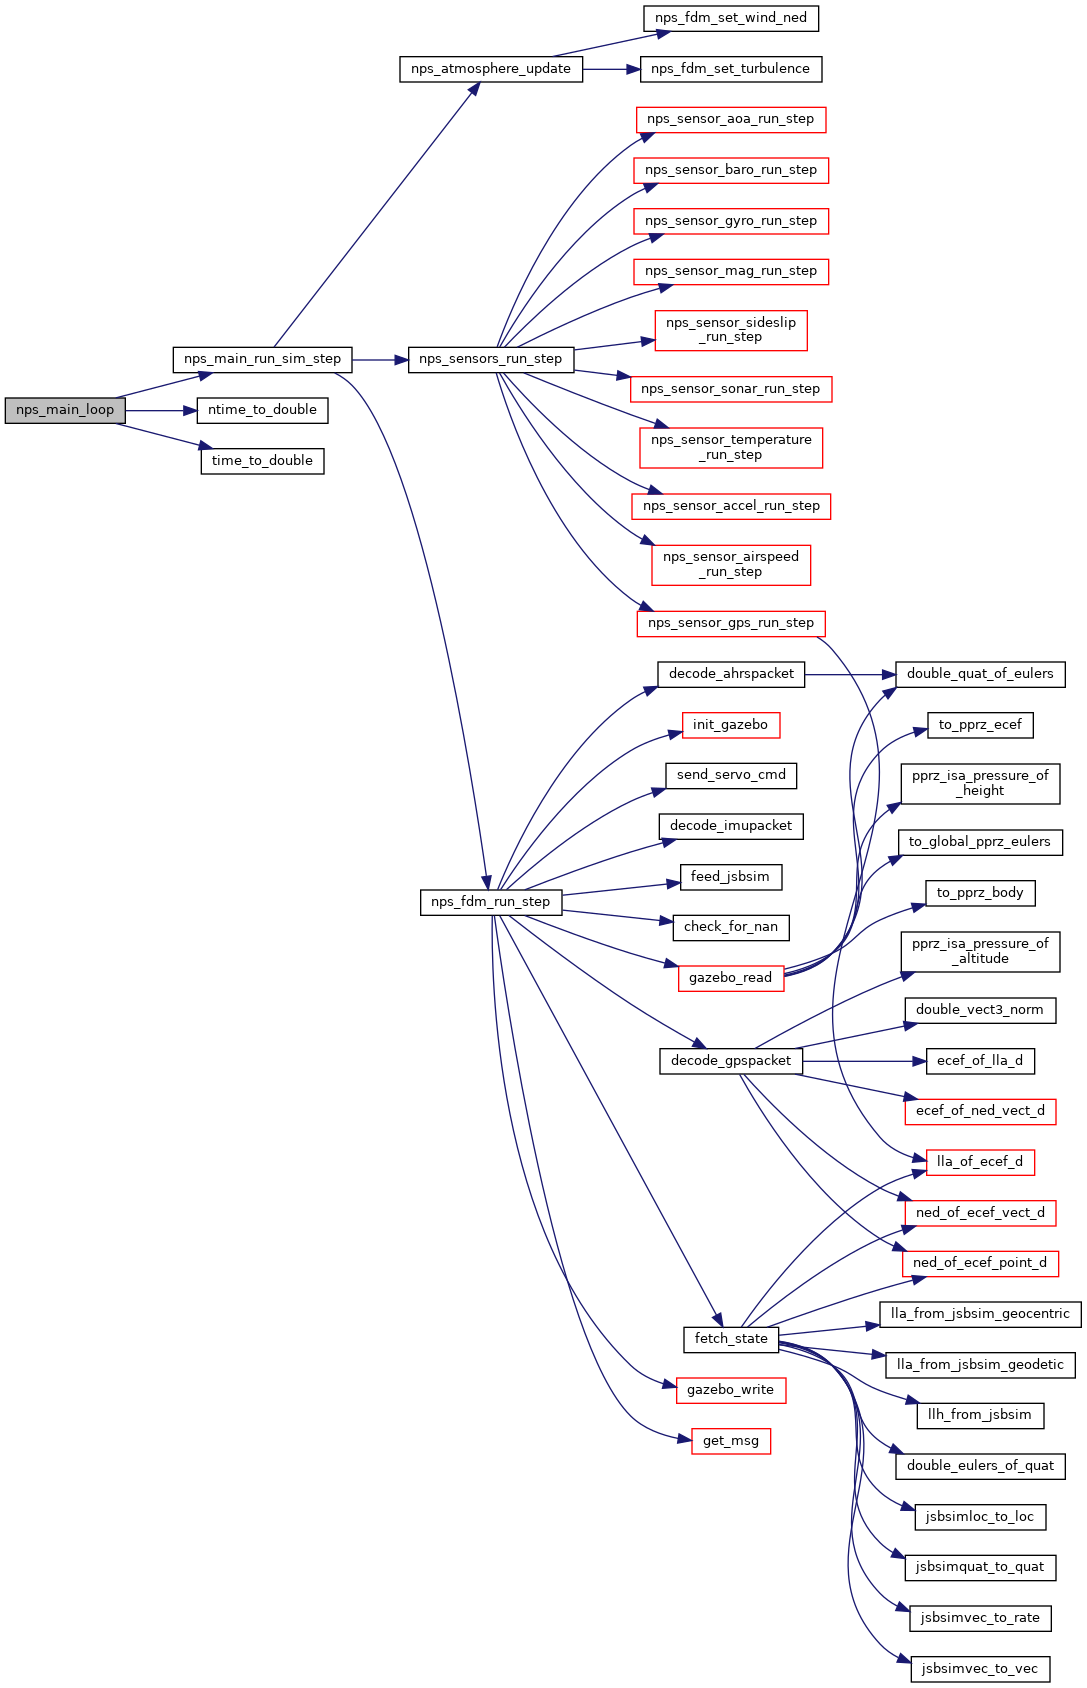 nps_fdm_set_wind_ned
nps_atmosphere_update
nps_fdm_set_turbulence
nps_sensor_aoa_run_step
nps_sensor_baro_run_step
nps_sensor_gyro_run_step
nps_sensor_mag_run_step
nps_sensor_sideslip
_run_step
nps_main_run_sim_step
nps_sensors_run_step
nps_sensor_sonar_run_step
nps_main_loop
ntime_to_double
nps_sensor_temperature
_run_step
time_to_double
nps_sensor_accel_run_step
nps_sensor_airspeed
_run_step
nps_sensor_gps_run_step
decode_ahrspacket
double_quat_of_eulers
init_gazebo
to_pprz_ecef
send_servo_cmd
pprz_isa_pressure_of
_height
decode_imupacket
to_global_pprz_eulers
feed_jsbsim
to_pprz_body
nps_fdm_run_step
check_for_nan
pprz_isa_pressure_of
_altitude
gazebo_read
double_vect3_norm
decode_gpspacket
ecef_of_lla_d
ecef_of_ned_vect_d
lla_of_ecef_d
ned_of_ecef_vect_d
ned_of_ecef_point_d
lla_from_jsbsim_geocentric
fetch_state
lla_from_jsbsim_geodetic
gazebo_write
llh_from_jsbsim
get_msg
double_eulers_of_quat
jsbsimloc_to_loc
jsbsimquat_to_quat
jsbsimvec_to_rate
jsbsimvec_to_vec